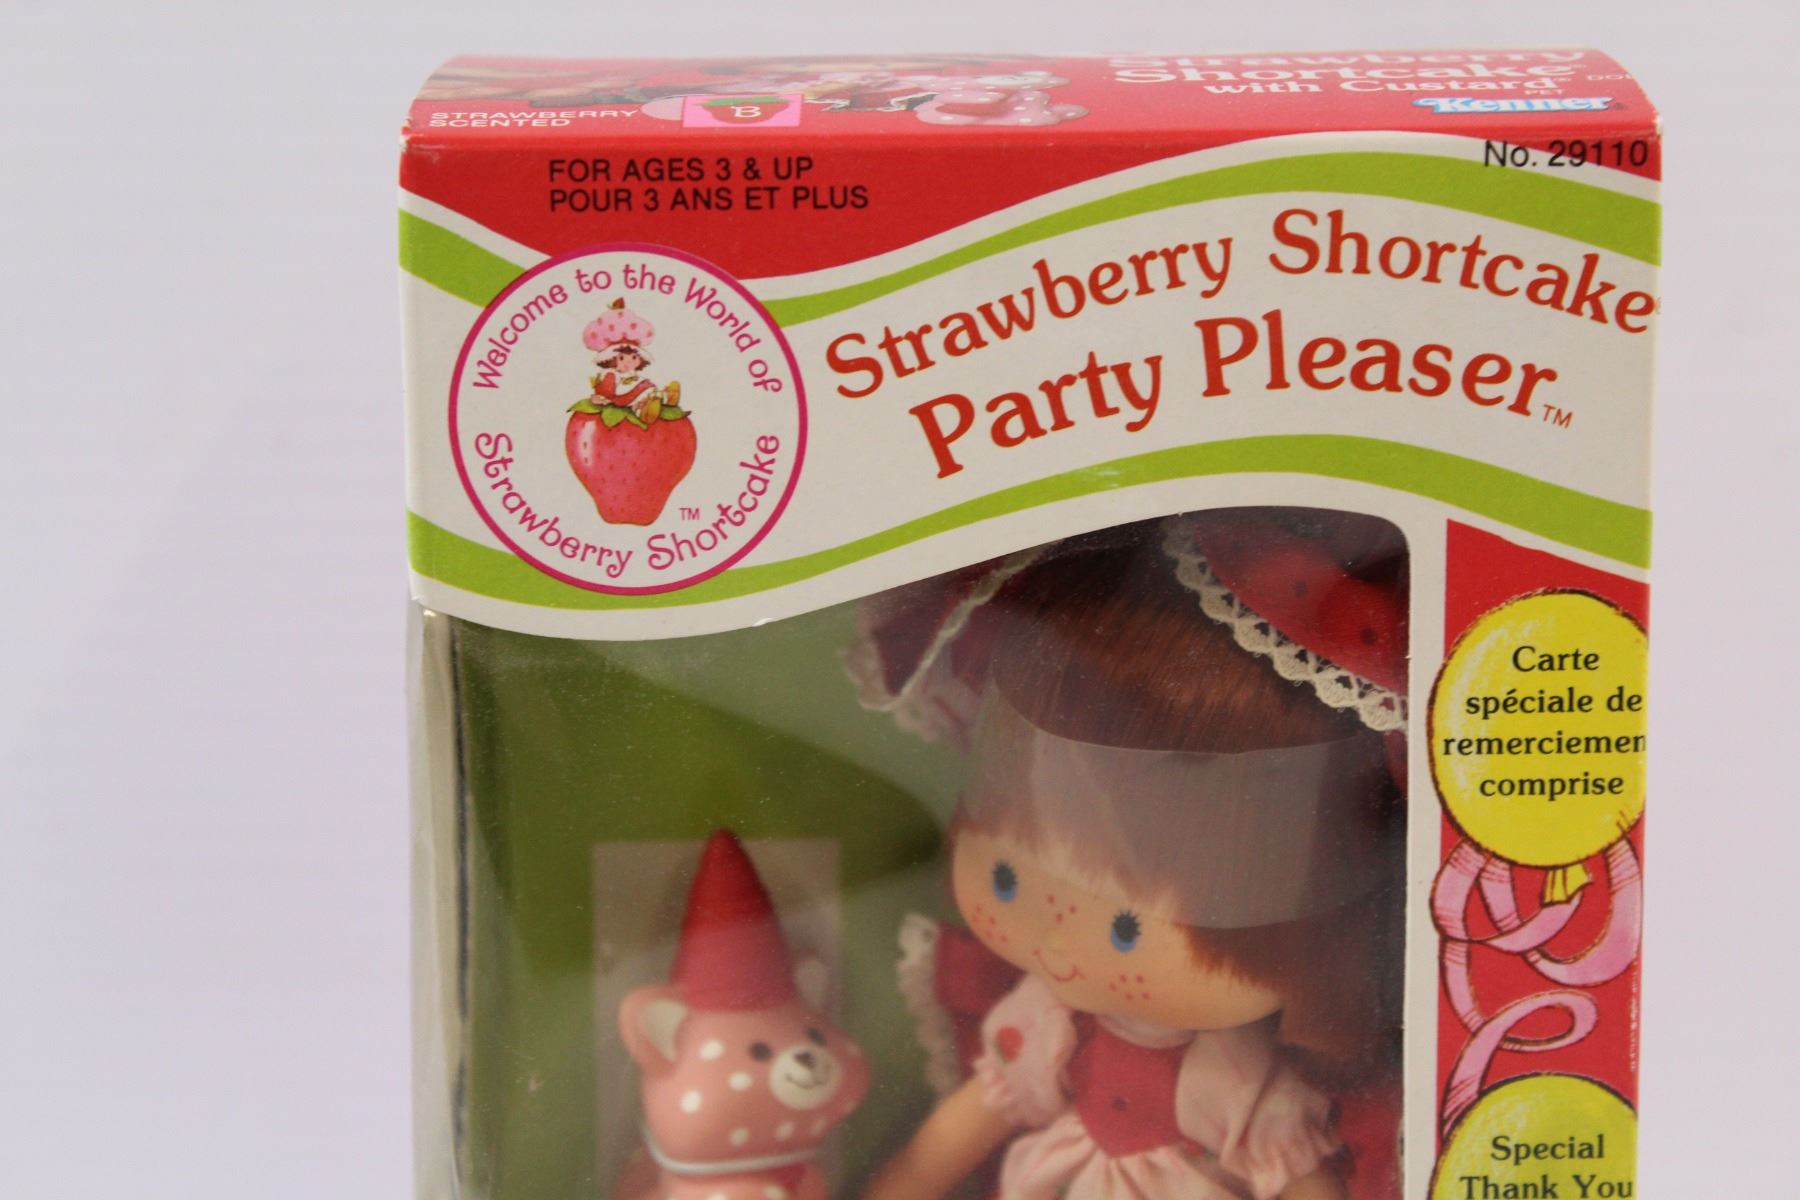 Strawberry
Shortcake
with Custard
PET
Kenner
STRAWBERRY
SCENTED
B
No. 29110
FOR AGES 3 & UP
POUR 3 ANS ET PLUS
Welcome to the World of
Strawberry Shortcake
TM
Strawberry Shortcake
Party Pleaser TM
Carte
spéciale de
remerciemen
comprise
Special
Thank You